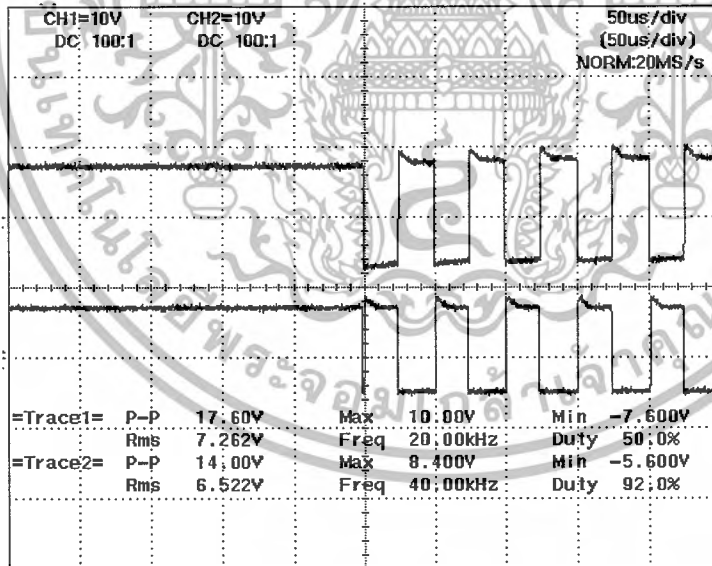 CH1=10V CH2=10V 50us/div
DC 100:1 DC 100:1 (50us/div)
NORM:20MS/s
=Trace1= P-P 17.60V Max 10.00V Min -7.600V
Rms 7.262V Freq 20.00kHz Duty 50.0%
=Trace2= P-P 14.00V Max 8.400V Min -5.600V
Rms 6.522V Freq 40.00kHz Duty 92.0%